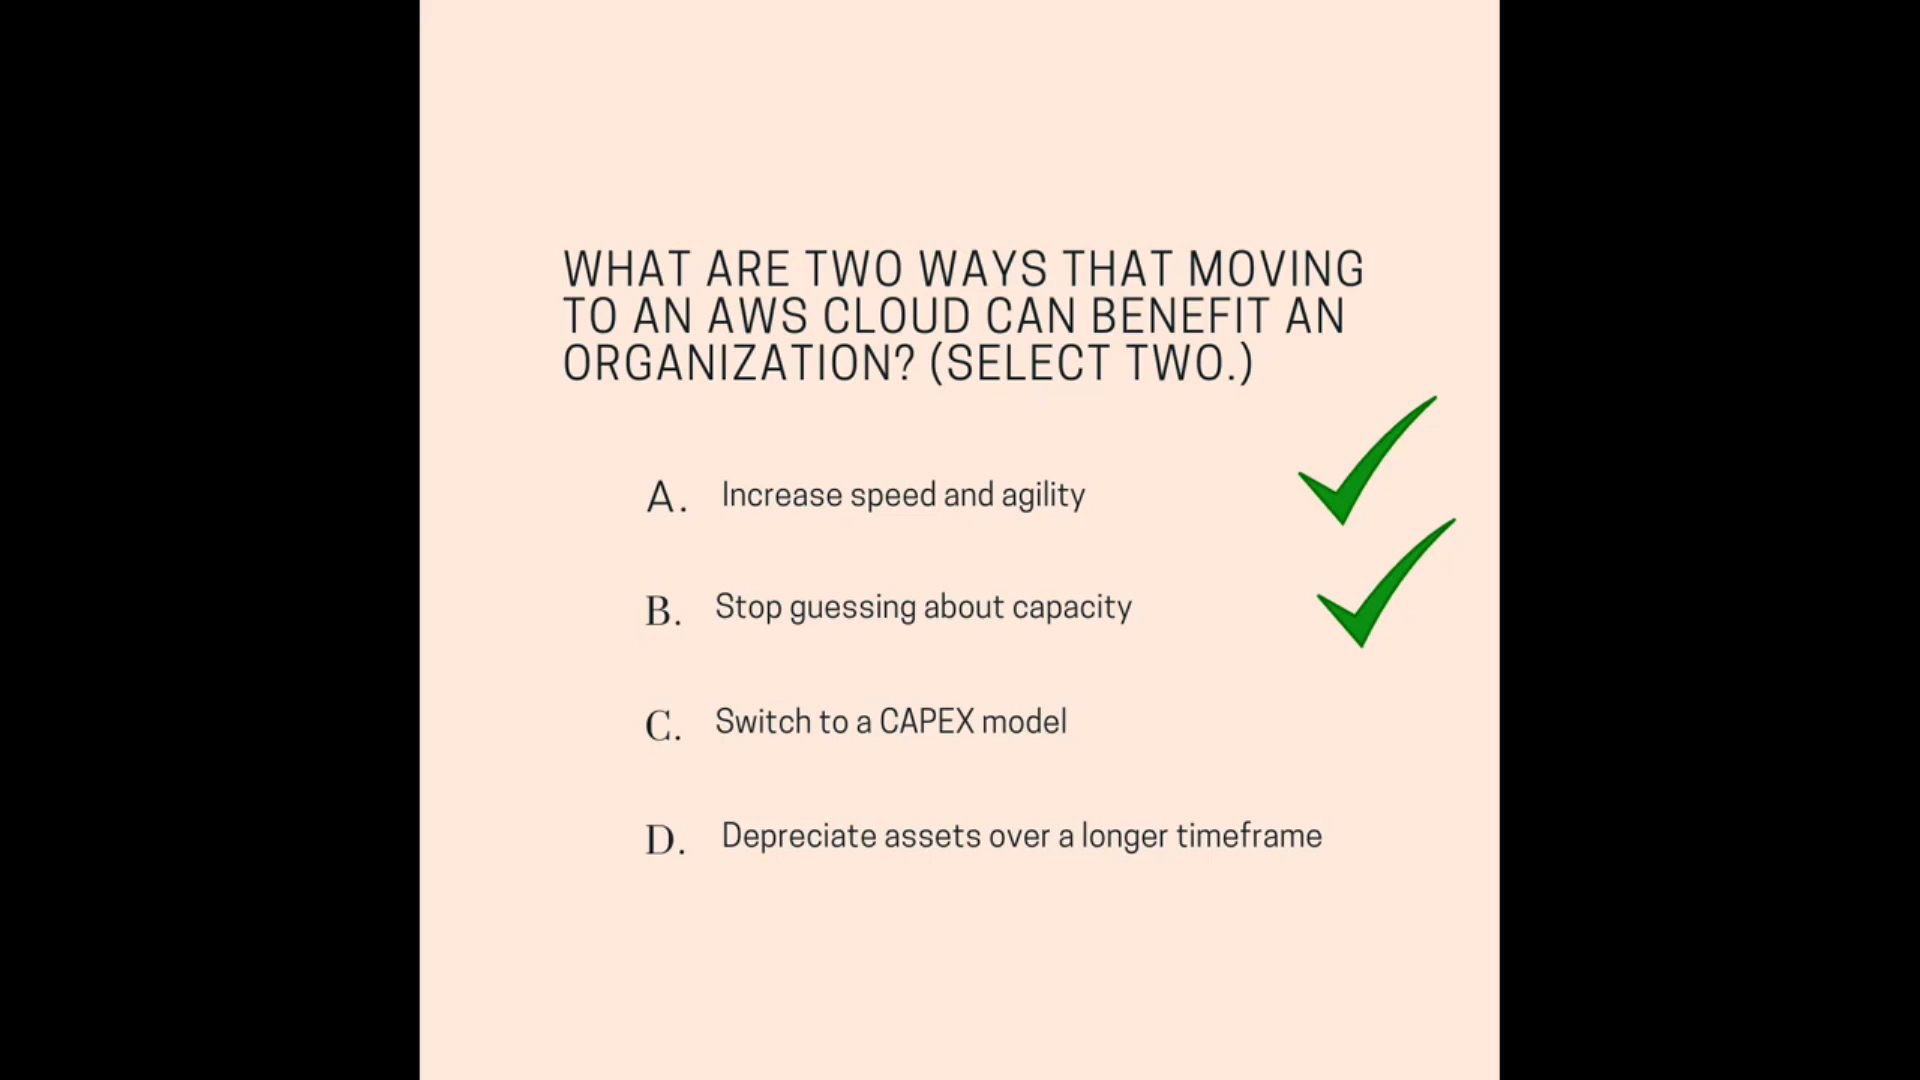 WHAT ARE TWO WAYS THAT MOVING
TO AN AWS CLOUD CAN BENEFIT AN
ORGANIZATION? (SELECT TWO.)
A. Increase speed and agility
B. Stop guessing about capacity
C. Switch to a CAPEX model
D. Depreciate assets over a longer timeframe